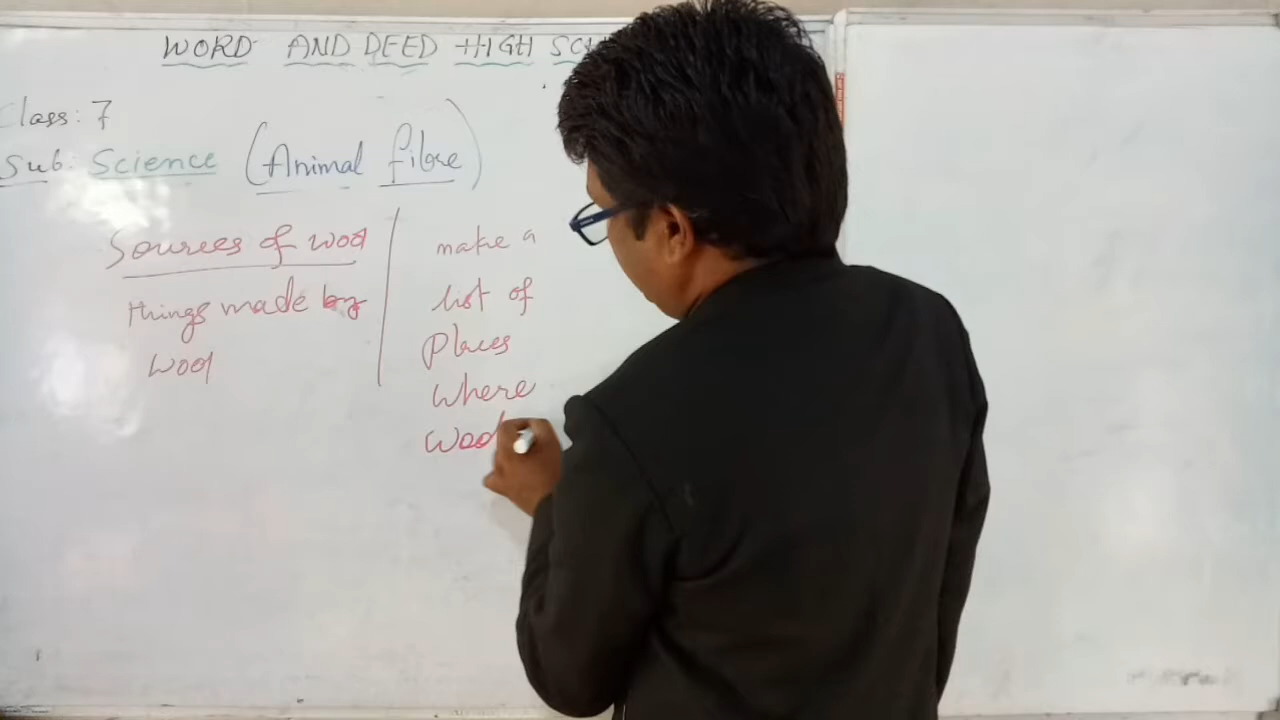 WORD AND DEED HIGH SCH
Class: 7
Sub: Science (Animal fibre)
Sources of wool
things made by
wool
make a
list of
places
where
wool